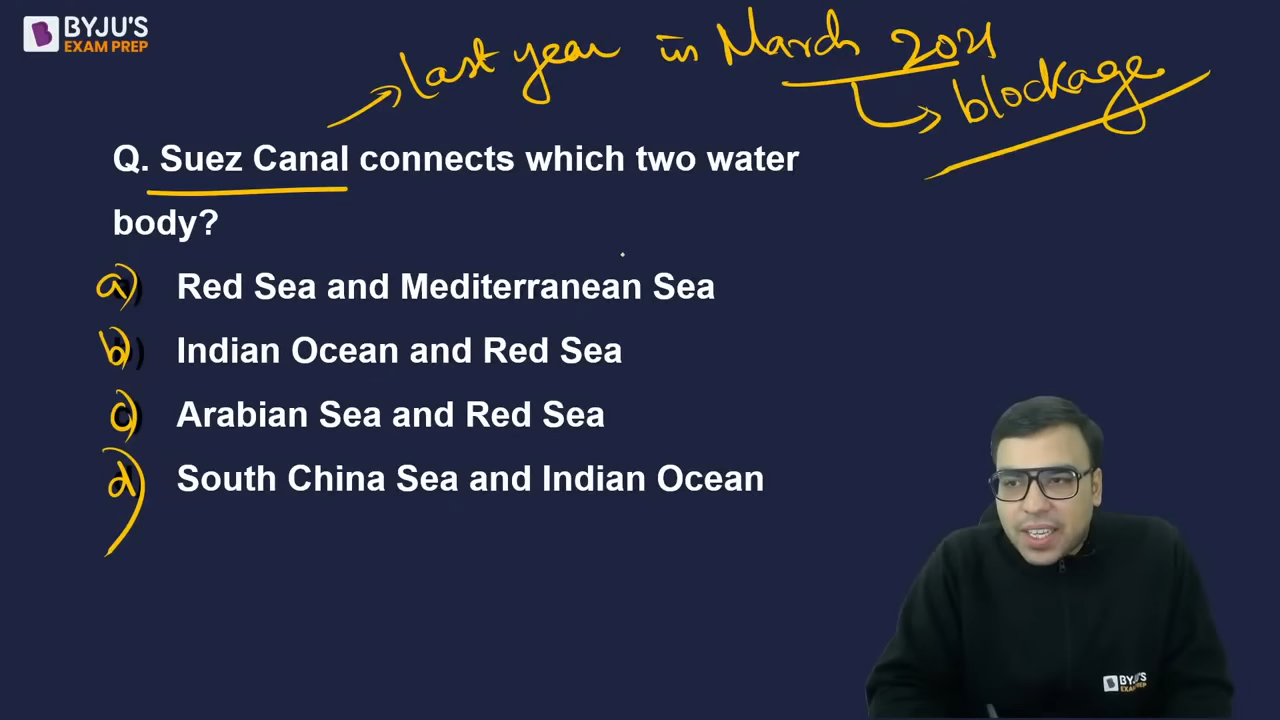 BYJU'S
EXAM PREP
last year in March 2021
blockage
Q. Suez Canal connects which two water
body?
a) Red Sea and Mediterranean Sea
b) Indian Ocean and Red Sea
c) Arabian Sea and Red Sea
d) South China Sea and Indian Ocean
BYJU'S
EXAM PREP